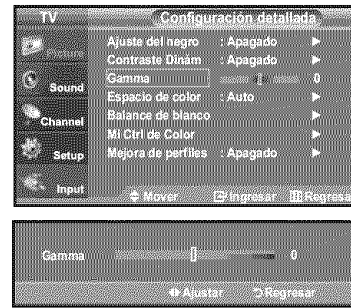 TV Configuración detallada
Picture
Sound
Channel
Setup
Input
Ajuste del negro : Apagado
Contraste Dinám : Apagado
Gamma 0
Espacio de color : Auto
Balance de blanco
Mi Ctrl de Color
Mejora de perfiles : Apagado
Mover Ingresar Regresar
Gamma 0
Ajustar Regresar